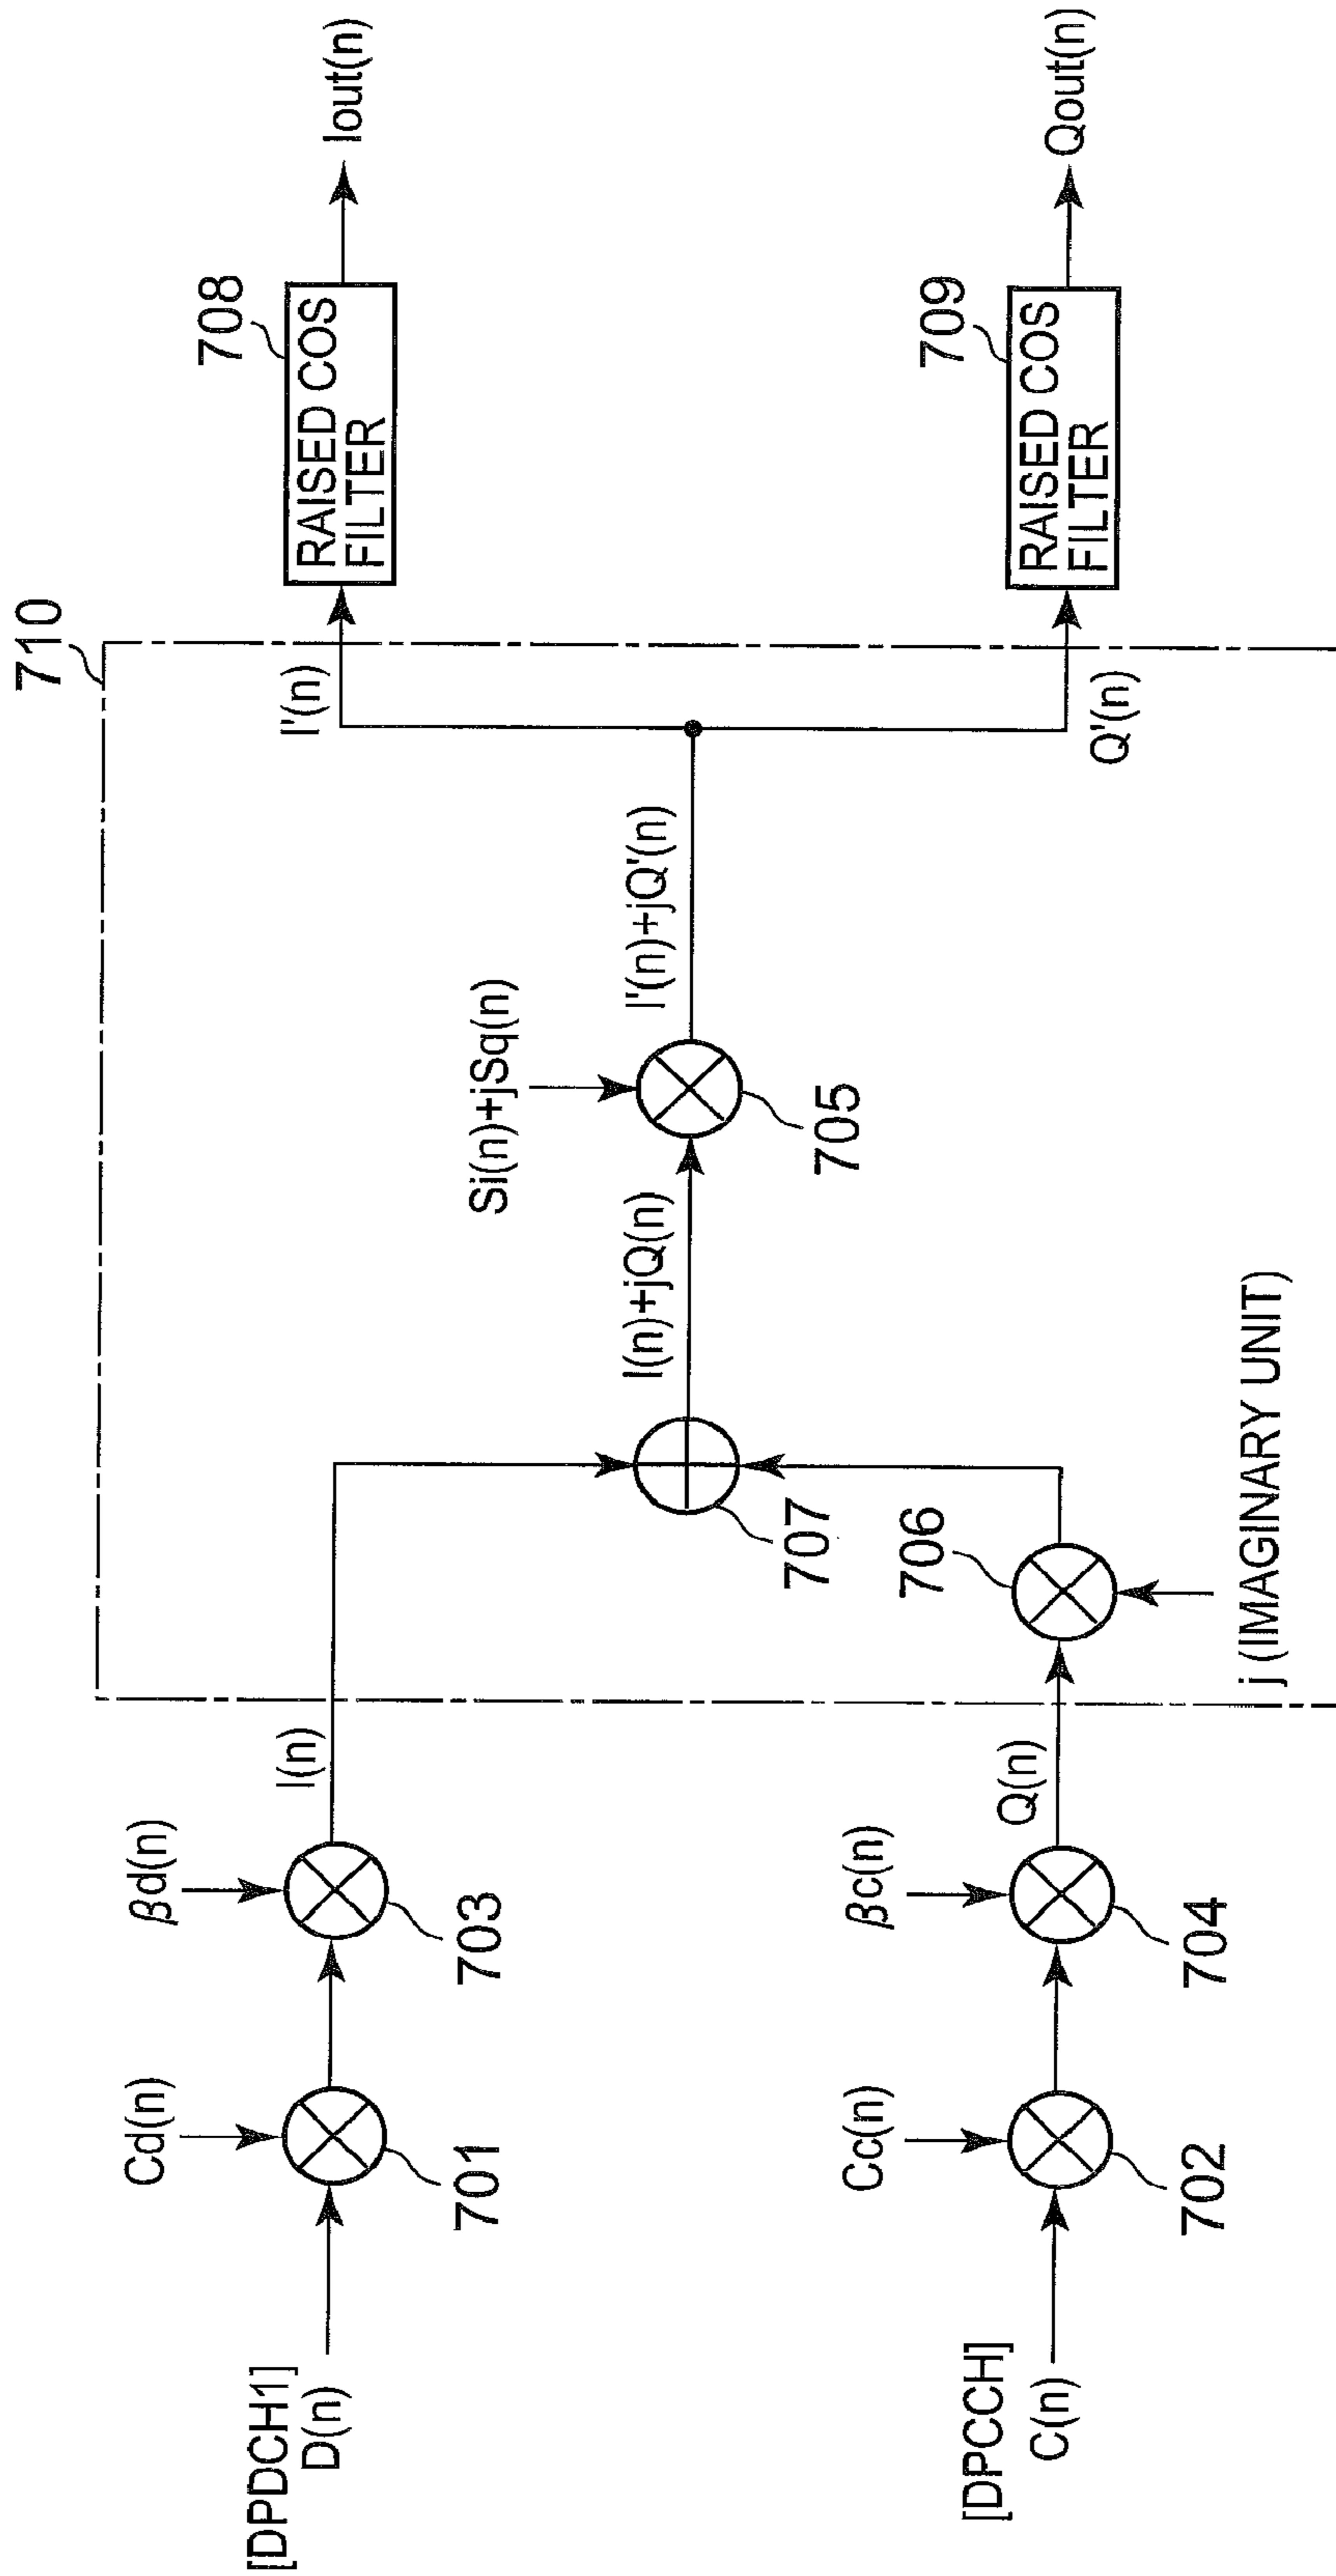 [DPDCH1]
D(n)
Cd(n)
701
βd(n)
703
I(n)
[DPCCH]
C(n)
Cc(n)
702
βc(n)
704
Q(n)
706
j (IMAGINARY UNIT)
707
I(n)+jQ(n)
Si(n)+jSq(n)
705
I'(n)+jQ'(n)
710
I'(n)
Q'(n)
708
RAISED COS
FILTER
Iout(n)
709
RAISED COS
FILTER
Qout(n)